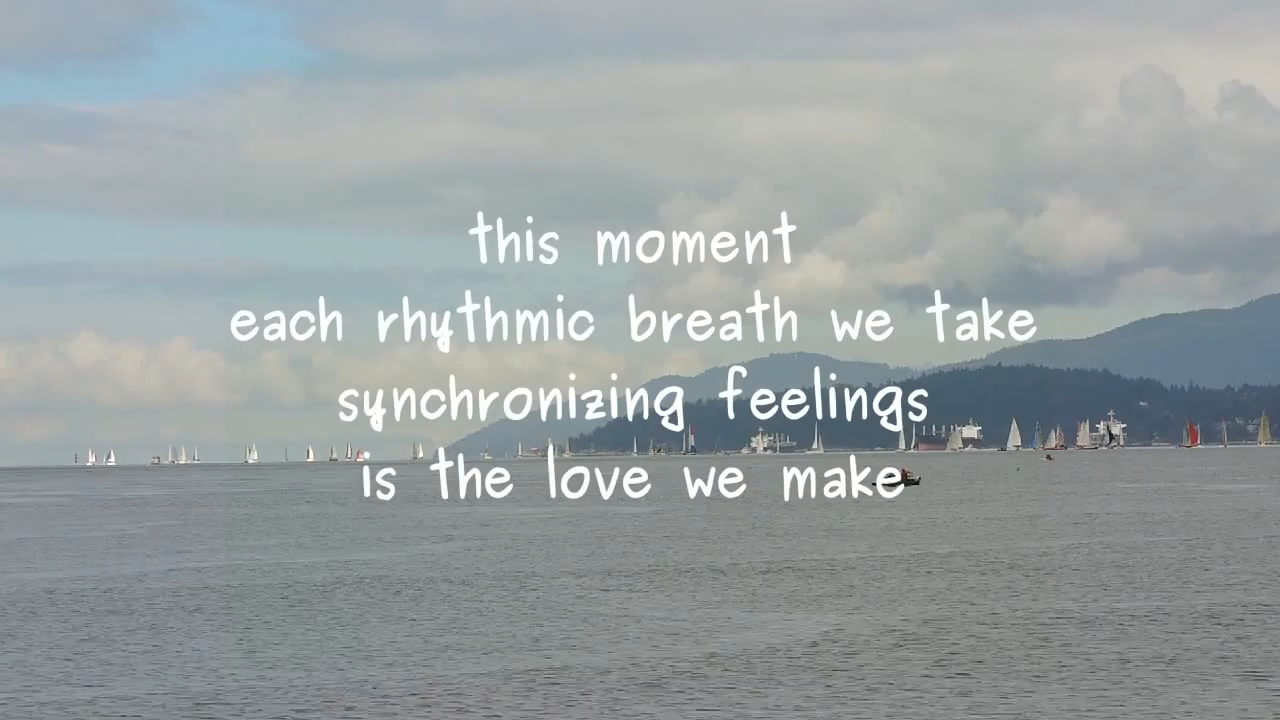 this moment
each rhythmic breath we take
synchronizing feelings
is the love we make